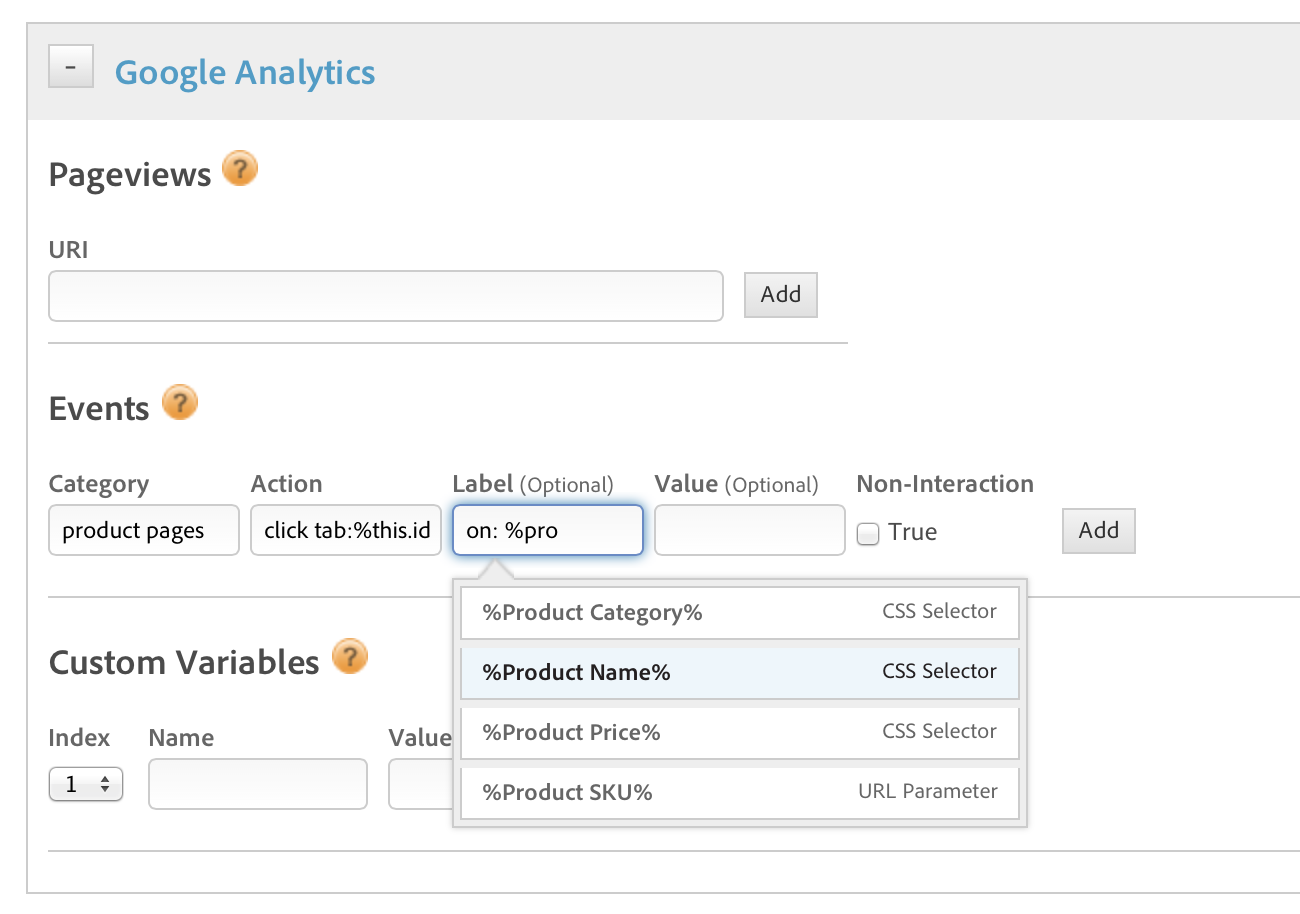 -
Google Analytics
Pageviews ?
URI
Add
Events ?
Category Action Label (Optional) Value (Optional) Non-Interaction
product pages click tab:%this.id on: %pro True Add
%Product Category% CSS Selector
%Product Name% CSS Selector
%Product Price% CSS Selector
%Product SKU% URL Parameter
Custom Variables ?
Index Name Value
1